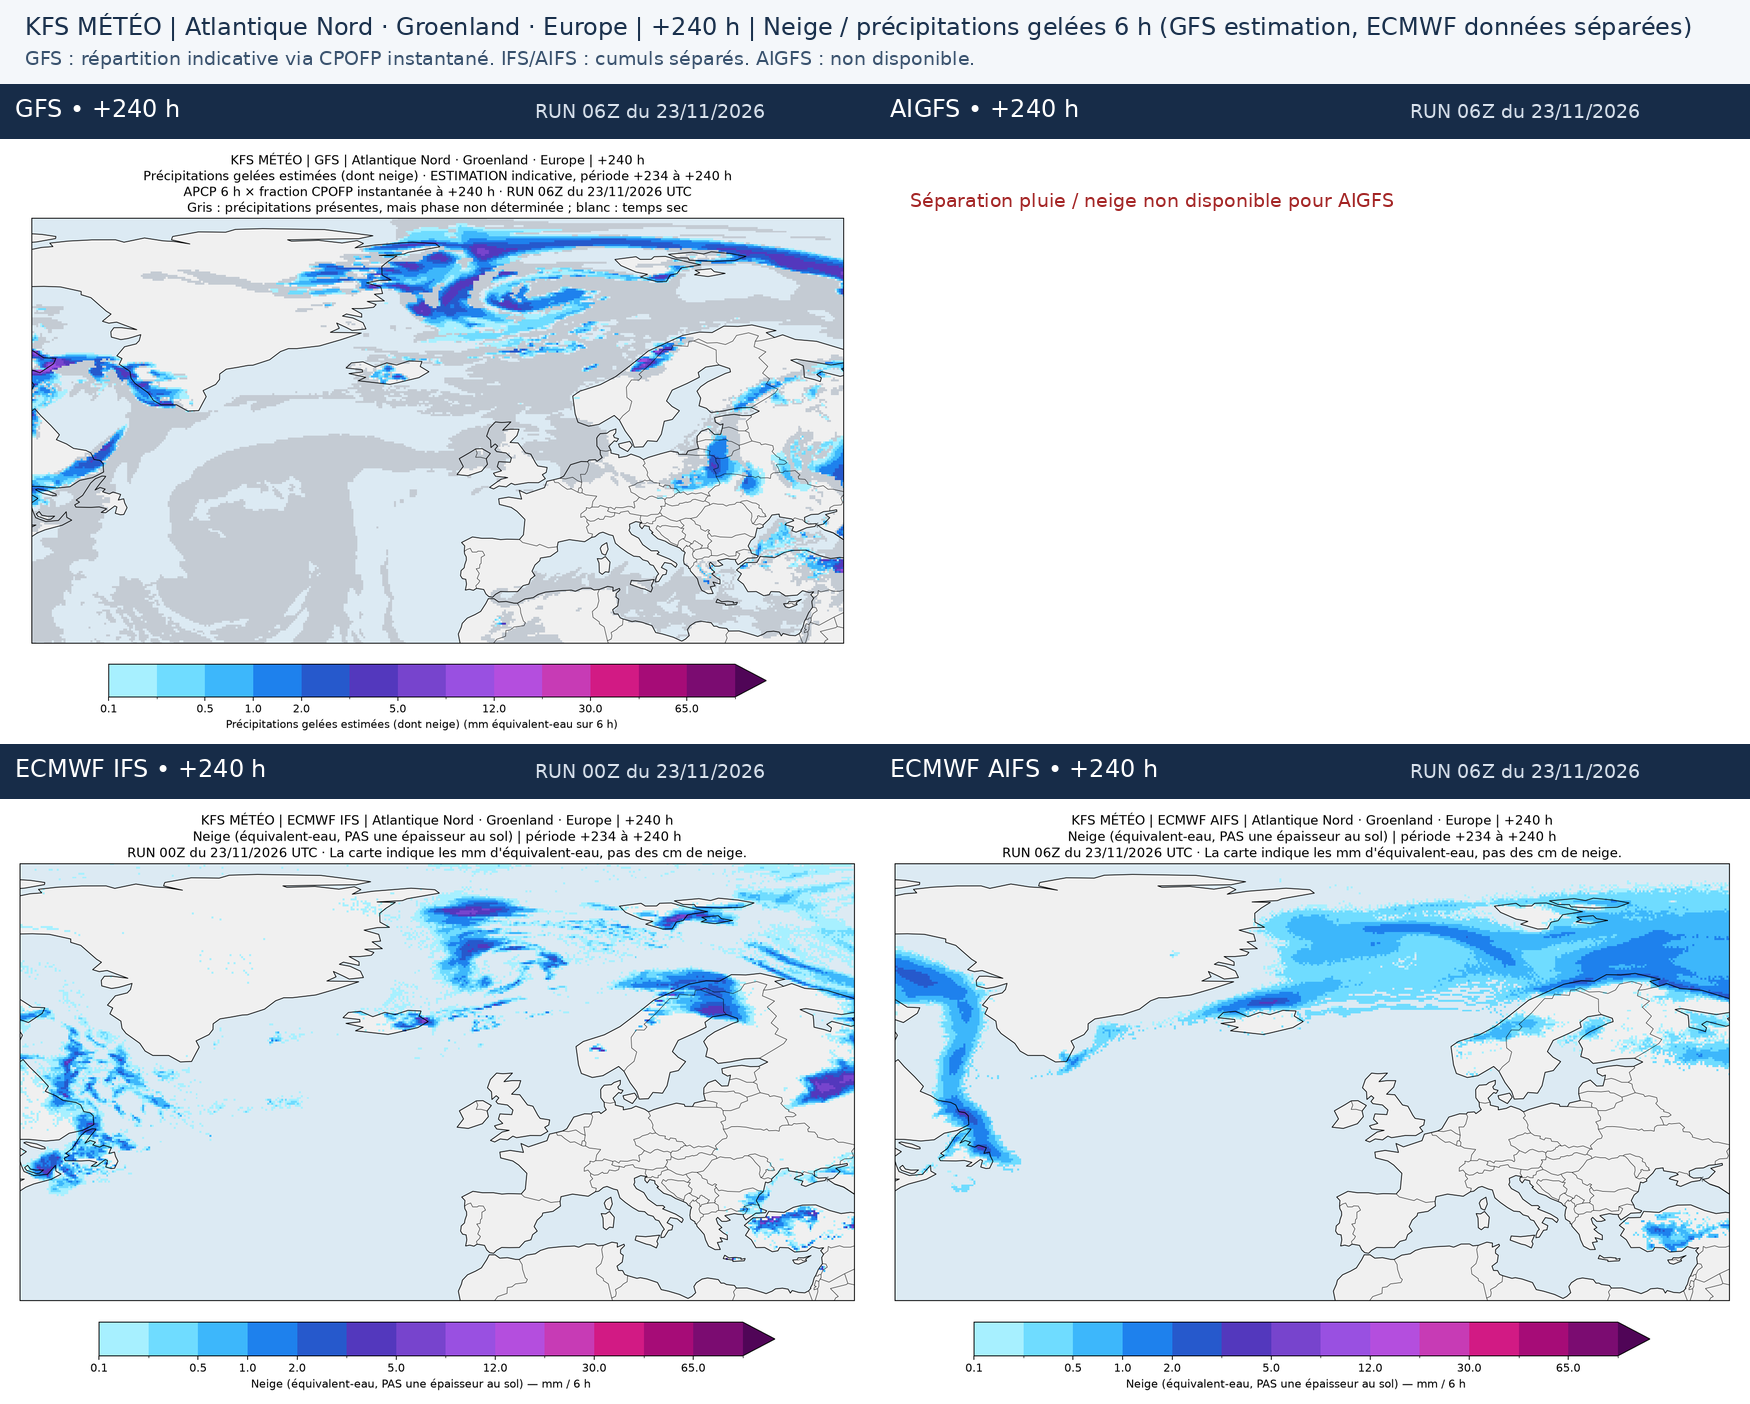 KFS MÉTÉO | Atlantique Nord · Groenland · Europe | +240 h | Neige / précipitations gelées 6 h (GFS estimation, ECMWF données séparées)
GFS : répartition indicative via CPOFP instantané. IFS/AIFS : cumuls séparés. AIGFS : non disponible.
GFS • +240 h
RUN 06Z du 23/11/2026
AIGFS • +240 h
RUN 06Z du 23/11/2026
KFS MÉTÉO | GFS | Atlantique Nord · Groenland · Europe | +240 h
Précipitations gelées estimées (dont neige) · ESTIMATION indicative, période +234 à +240 h
APCP 6 h × fraction CPOFP instantanée à +240 h · RUN 06Z du 23/11/2026 UTC
Gris : précipitations présentes, mais phase non déterminée ; blanc : temps sec
Séparation pluie / neige non disponible pour AIGFS
0.1 0.5 1.0 2.0 5.0 12.0 30.0 65.0
Précipitations gelées estimées (dont neige) (mm équivalent-eau sur 6 h)
ECMWF IFS • +240 h
RUN 00Z du 23/11/2026
ECMWF AIFS • +240 h
RUN 06Z du 23/11/2026
KFS MÉTÉO | ECMWF IFS | Atlantique Nord · Groenland · Europe | +240 h
Neige (équivalent-eau, PAS une épaisseur au sol) | période +234 à +240 h
RUN 00Z du 23/11/2026 UTC · La carte indique les mm d'équivalent-eau, pas des cm de neige.
KFS MÉTÉO | ECMWF AIFS | Atlantique Nord · Groenland · Europe | +240 h
Neige (équivalent-eau, PAS une épaisseur au sol) | période +234 à +240 h
RUN 06Z du 23/11/2026 UTC · La carte indique les mm d'équivalent-eau, pas des cm de neige.
0.1 0.5 1.0 2.0 5.0 12.0 30.0 65.0
Neige (équivalent-eau, PAS une épaisseur au sol) — mm / 6 h
0.1 0.5 1.0 2.0 5.0 12.0 30.0 65.0
Neige (équivalent-eau, PAS une épaisseur au sol) — mm / 6 h